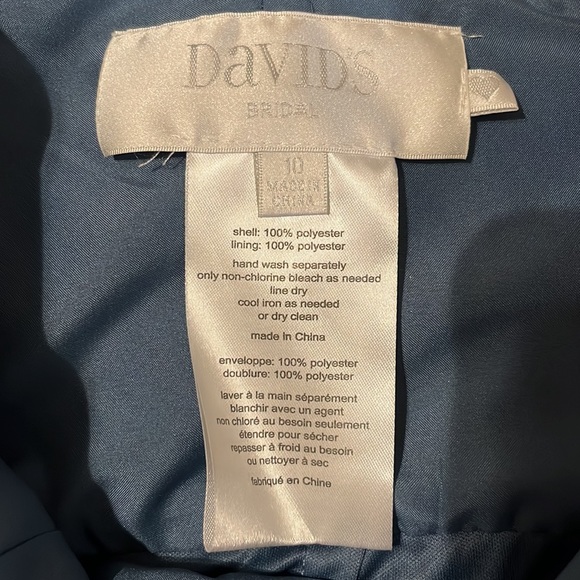 DaVID'S
BRIDAL
10
MADE IN
CHINA
shell: 100% polyester
lining: 100% polyester
hand wash separately
only non-chlorine bleach as needed
line dry
cool iron as needed
or dry clean
made in China
enveloppe: 100% polyester
doublure: 100% polyester
laver à la main séparément
blanchir avec un agent
non chloré au besoin seulement
étendre pour sécher
repasser à froid au besoin
ou nettoyer à sec
fabriqué en Chine